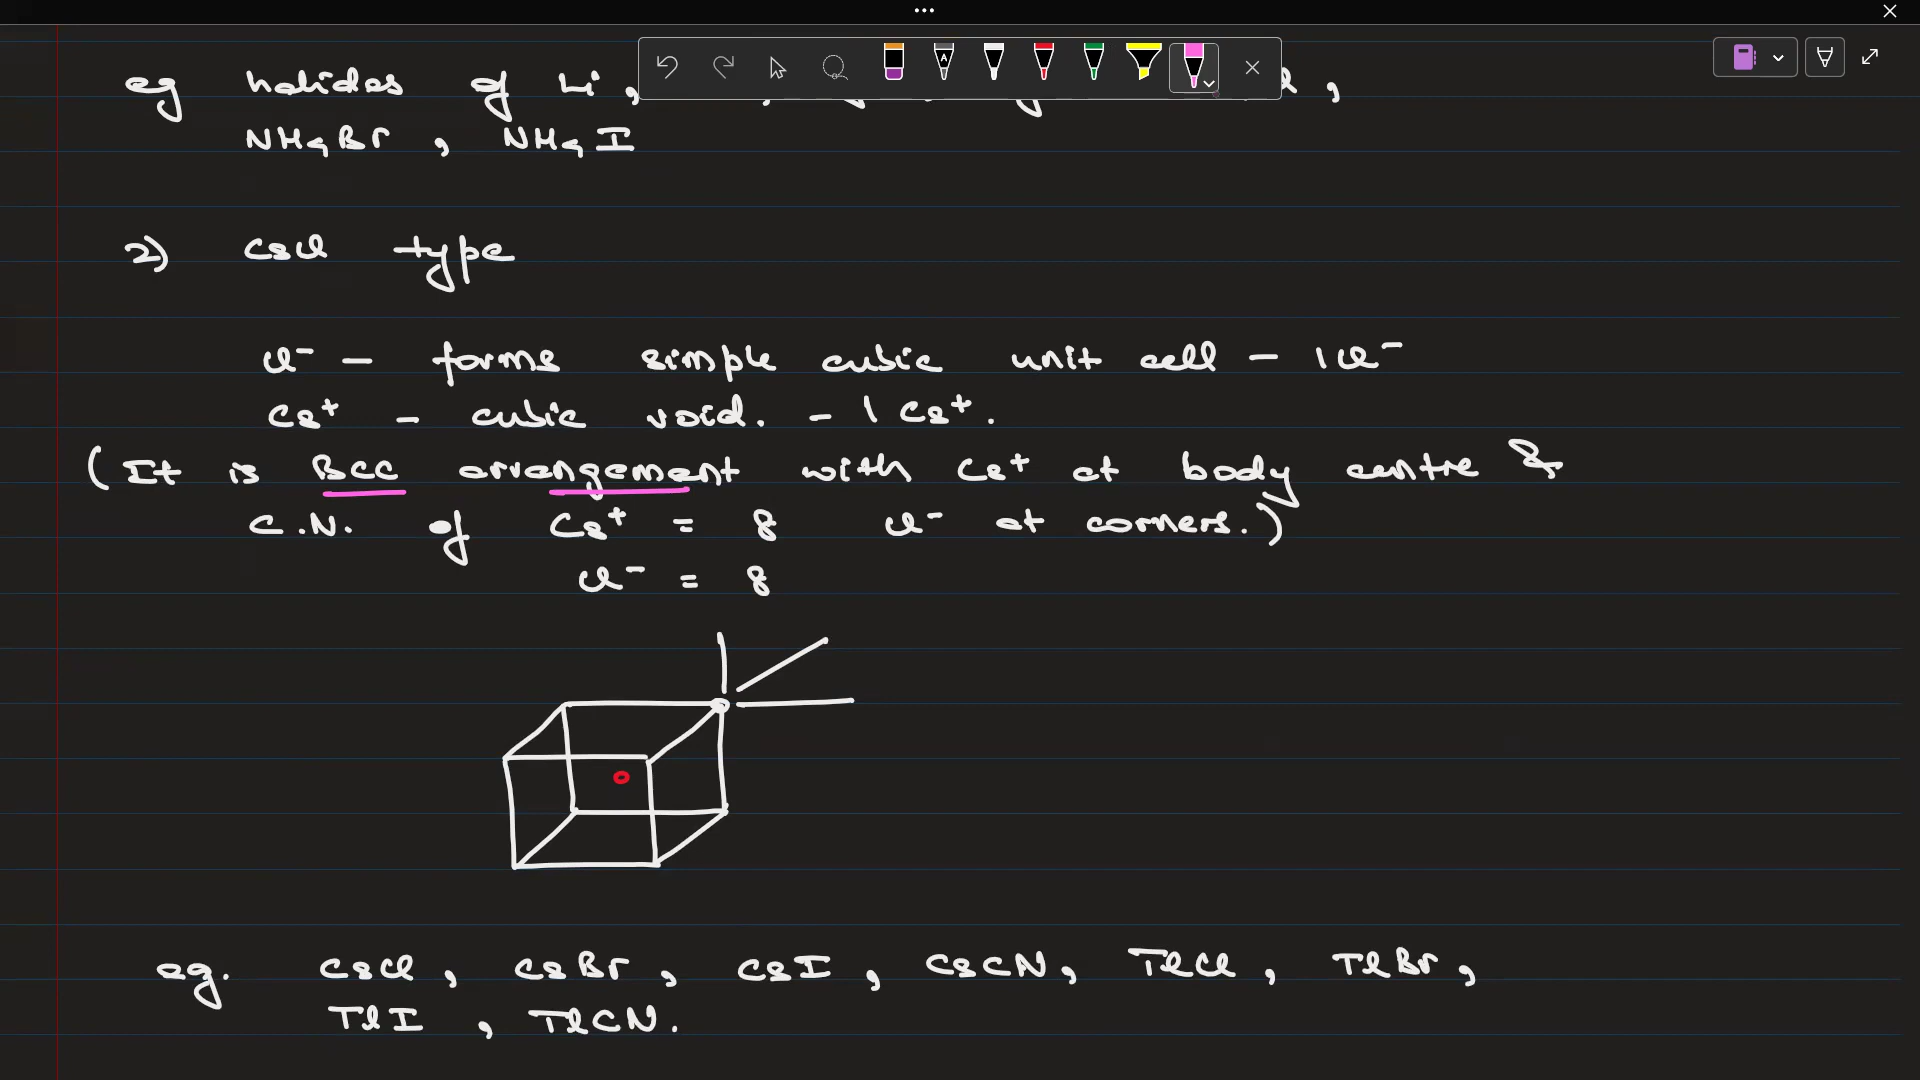 eg halides of Li, ,
NH4Br, NH4I
2) CsCl type
Cl⁻ – forms simple cubic unit cell – 1Cl⁻
Cs⁺ – cubic void. – 1 Cs⁺.
(It is BCC arrangement with Cs⁺ at body centre &
C.N. of Cs⁺ = 8 Cl⁻ at corners.)
Cl⁻ = 8
eg. CsCl, CsBr, CsI, CsCN, TlCl, TlBr,
TlI, TlCN.